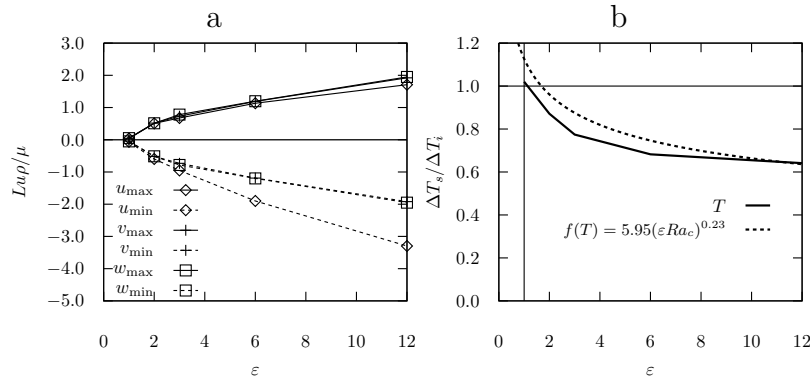 a
3.0
2.0
1.0
0.0
−1.0
−2.0
−3.0
−4.0
−5.0
Luρ/μ
u_max
u_min
v_max
v_min
w_max
w_min
0 2 4 6 8 10 12
ε
b
1.2
1.0
0.8
0.6
0.4
0.2
0.0
ΔT_s/ΔT_i
T
f(T) = 5.95(εRa_c)^0.23
0 2 4 6 8 10 12
ε